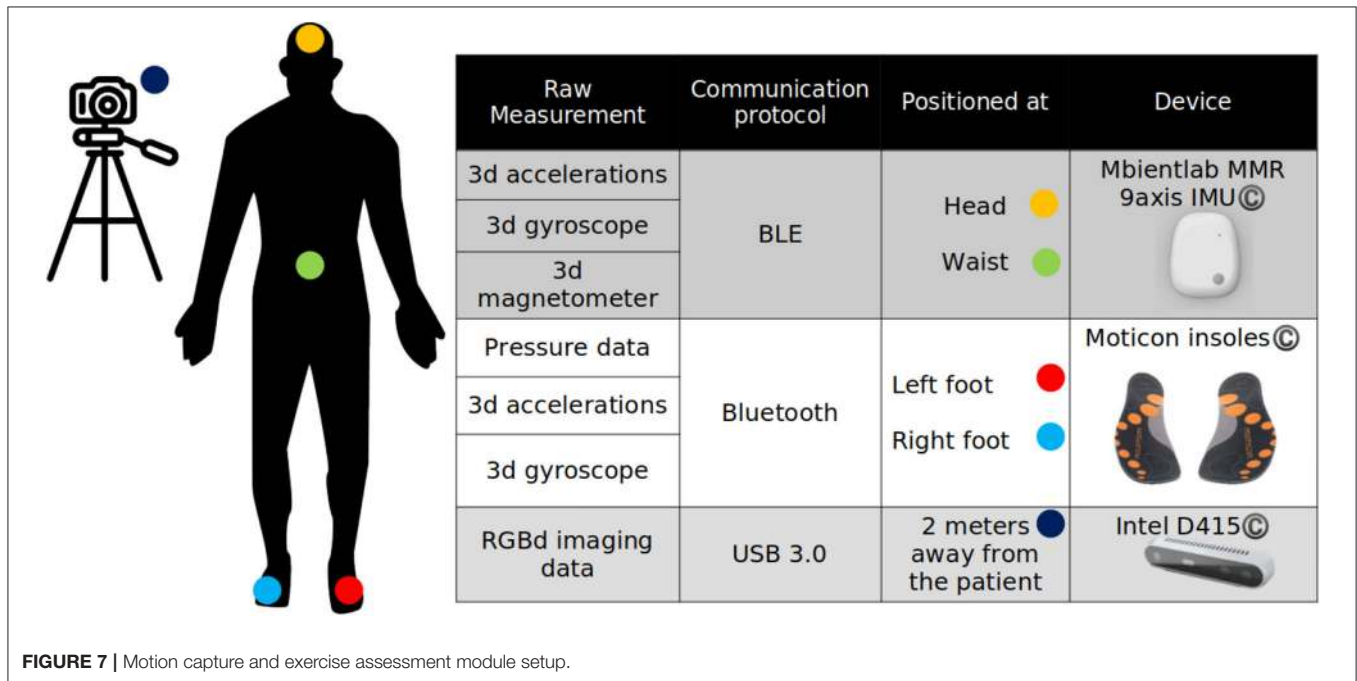 Raw
Measurement
Communication
protocol
Positioned at
Device
3d accelerations
3d gyroscope
3d
magnetometer
BLE
Head
Waist
Mbientlab MMR
9axis IMU©
Pressure data
3d accelerations
3d gyroscope
Bluetooth
Left foot
Right foot
Moticon insoles©
RGBd imaging
data
USB 3.0
2 meters
away from
the patient
Intel D415©
FIGURE 7 | Motion capture and exercise assessment module setup.